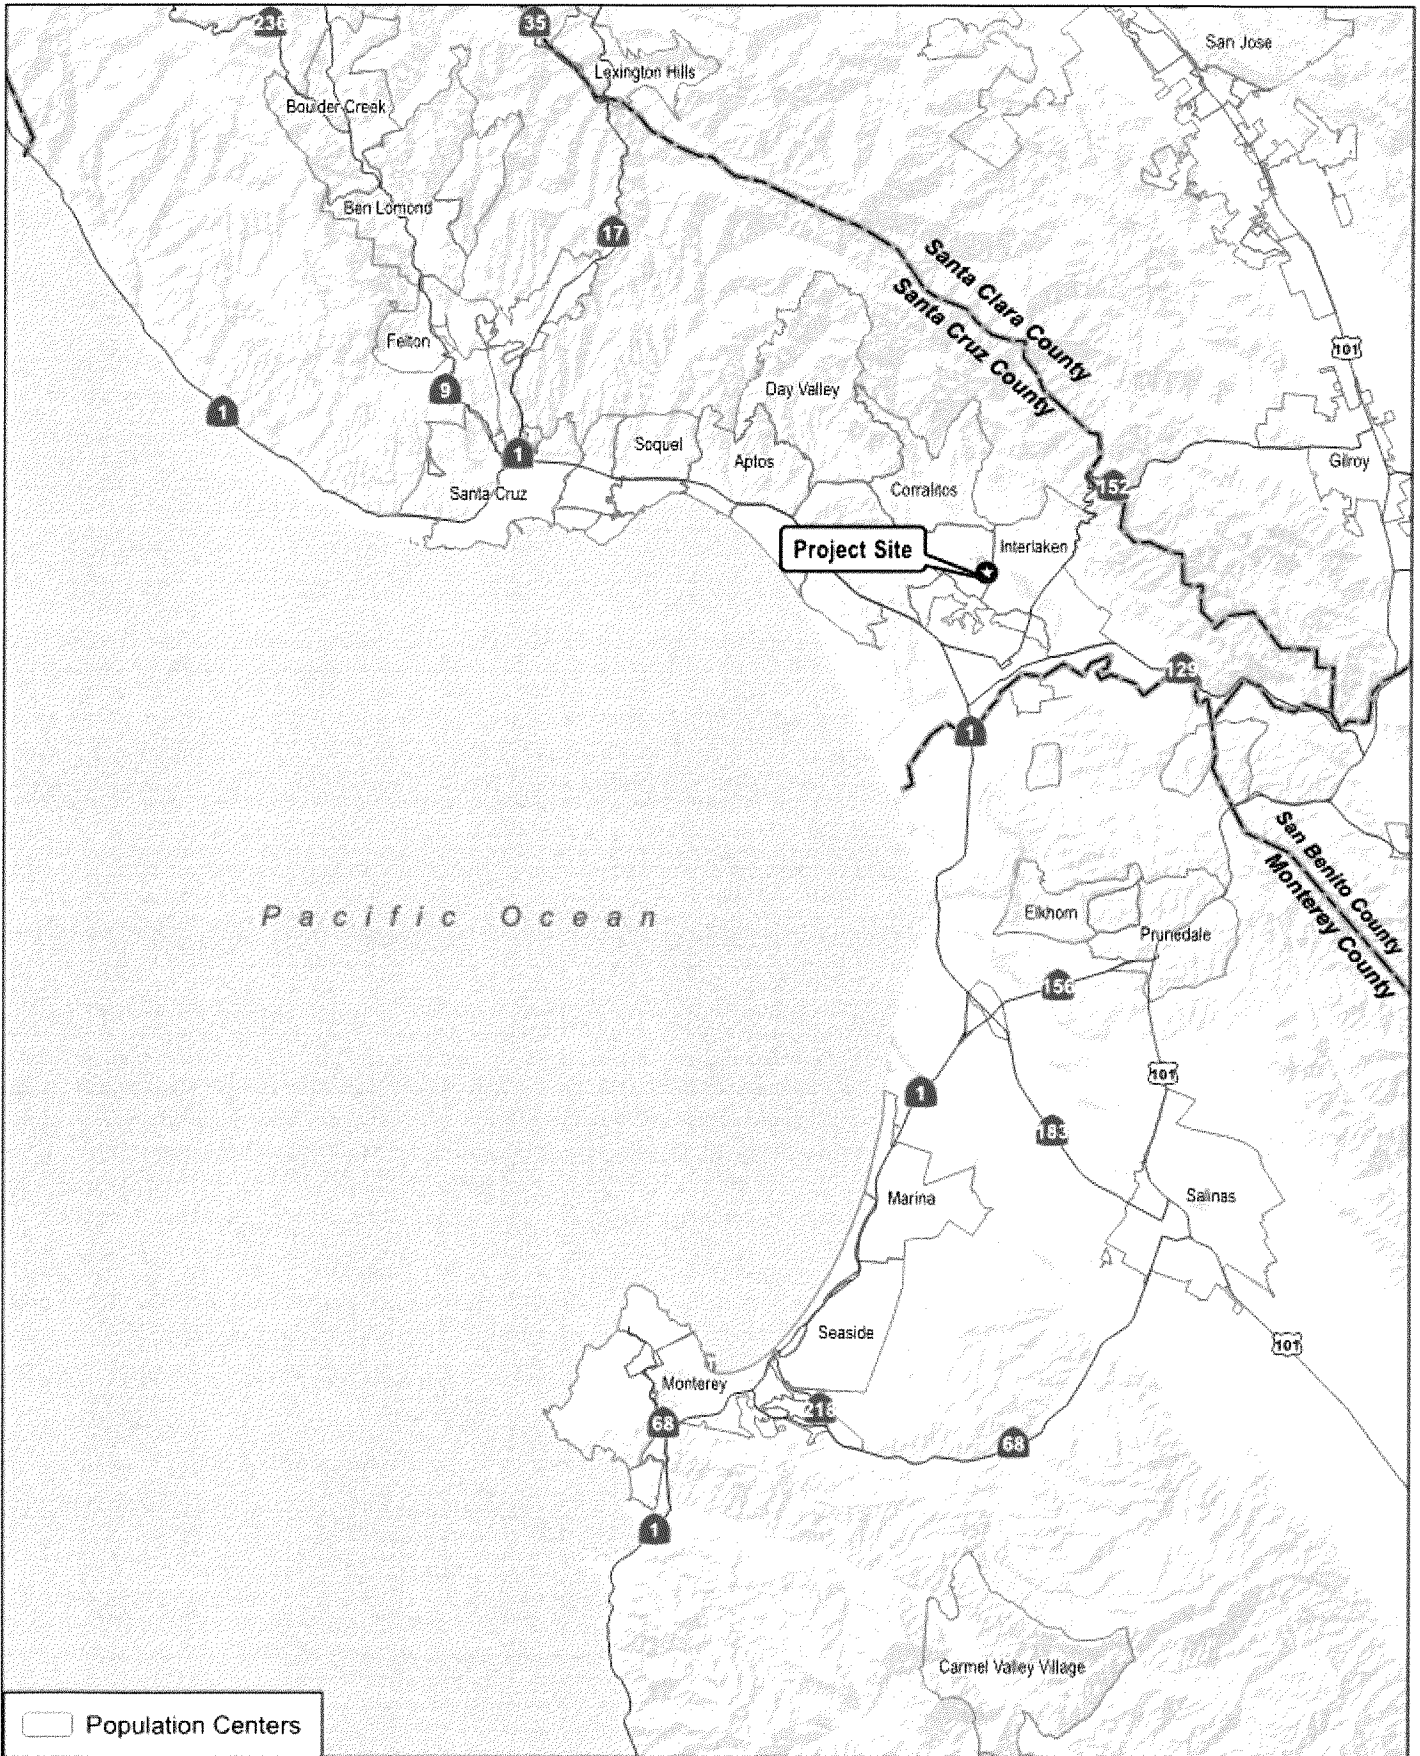 236
35
San Jose
Lexington Hills
Boulder Creek
Ben Lomond
17
Santa Clara County
Santa Cruz County
101
Felton
9
Day Valley
1
Soquel
1
Aptos
Gilroy
152
Santa Cruz
Corralitos
Project Site
Interlaken
129
1
San Benito County
Monterey County
Pacific Ocean
Elkhorn
Prunedale
156
101
1
183
Marina
Salinas
Seaside
101
Monterey
218
68
68
1
Carmel Valley Village
Population Centers